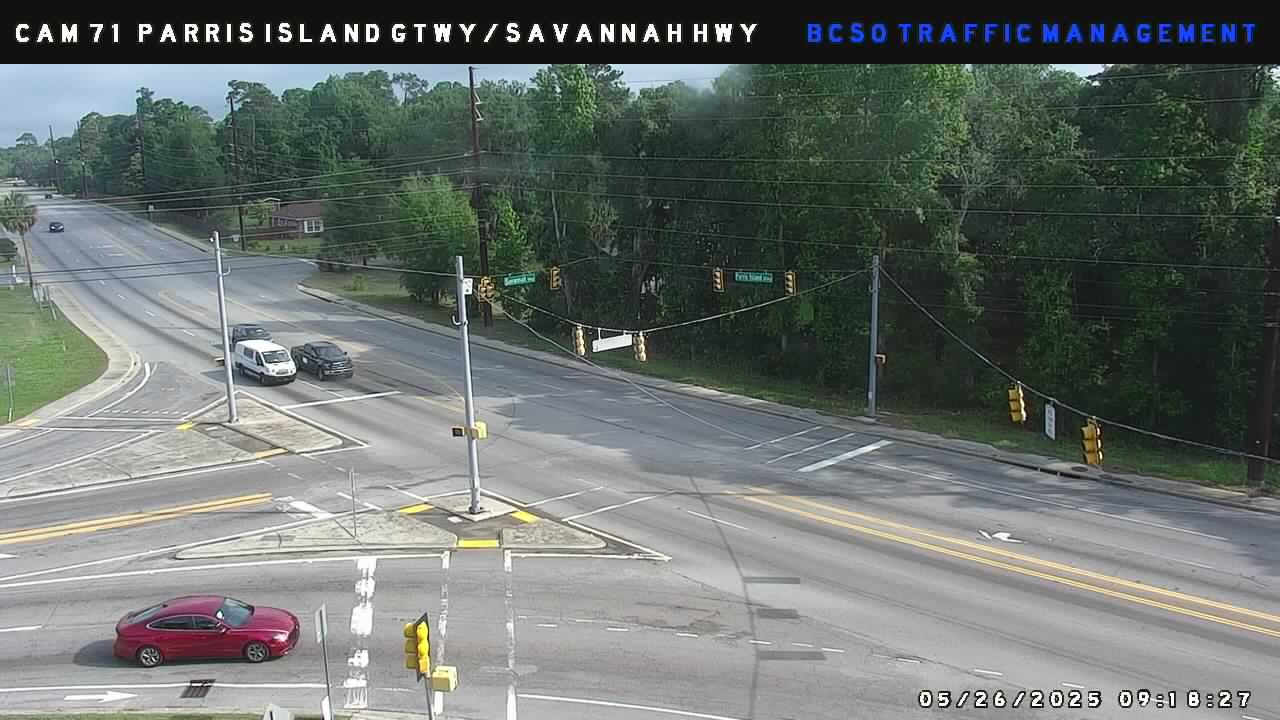 CAM 71 PARRIS ISLAND GTWY/SAVANNAH HWY
BCSO TRAFFIC MANAGEMENT
05/26/2025 09:18:27